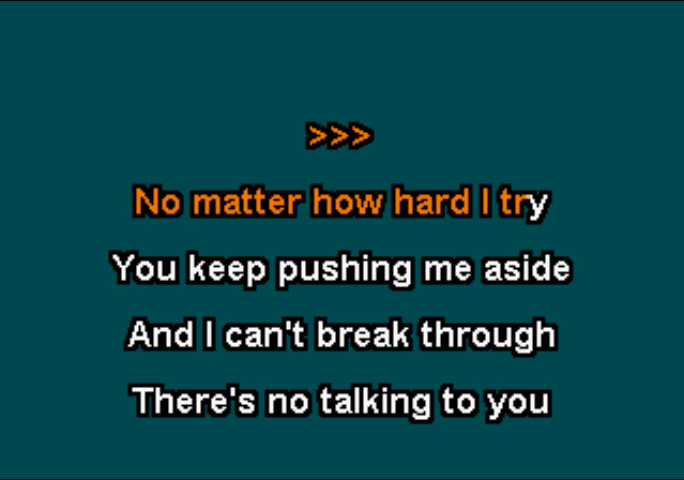 >>>
No matter how hard I try
You keep pushing me aside
And I can't break through
There's no talking to you